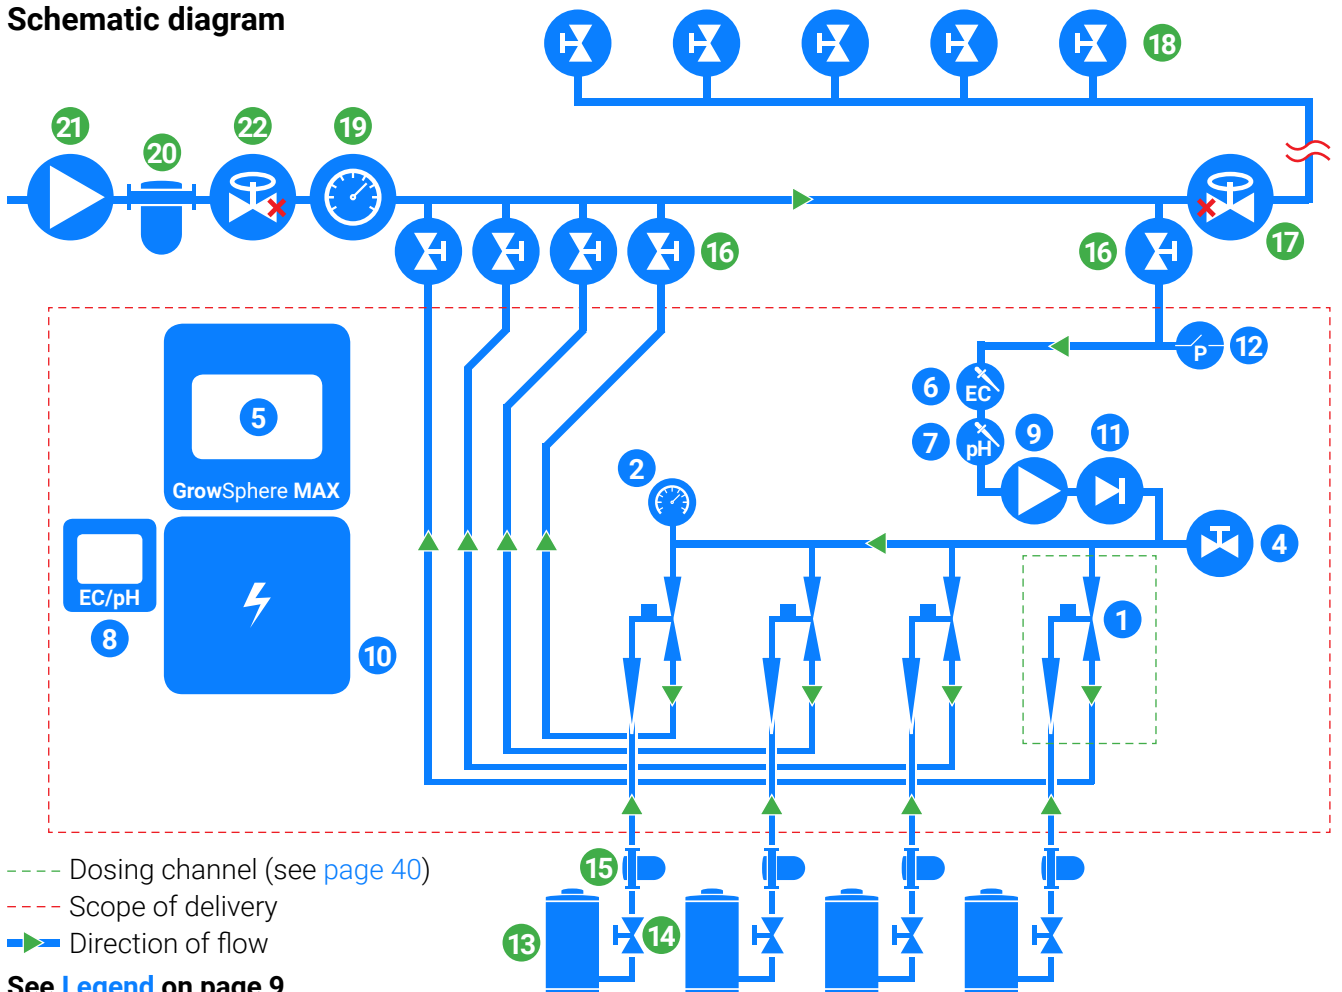 Schematic diagram
18
21
20
22
19
16
16
17
P
12
6
EC
7
pH
9
11
5
GrowSphere MAX
2
4
EC/pH
8
10
1
Dosing channel (see page 40)
Scope of delivery
Direction of flow
15
13
14
See Legend on page 9